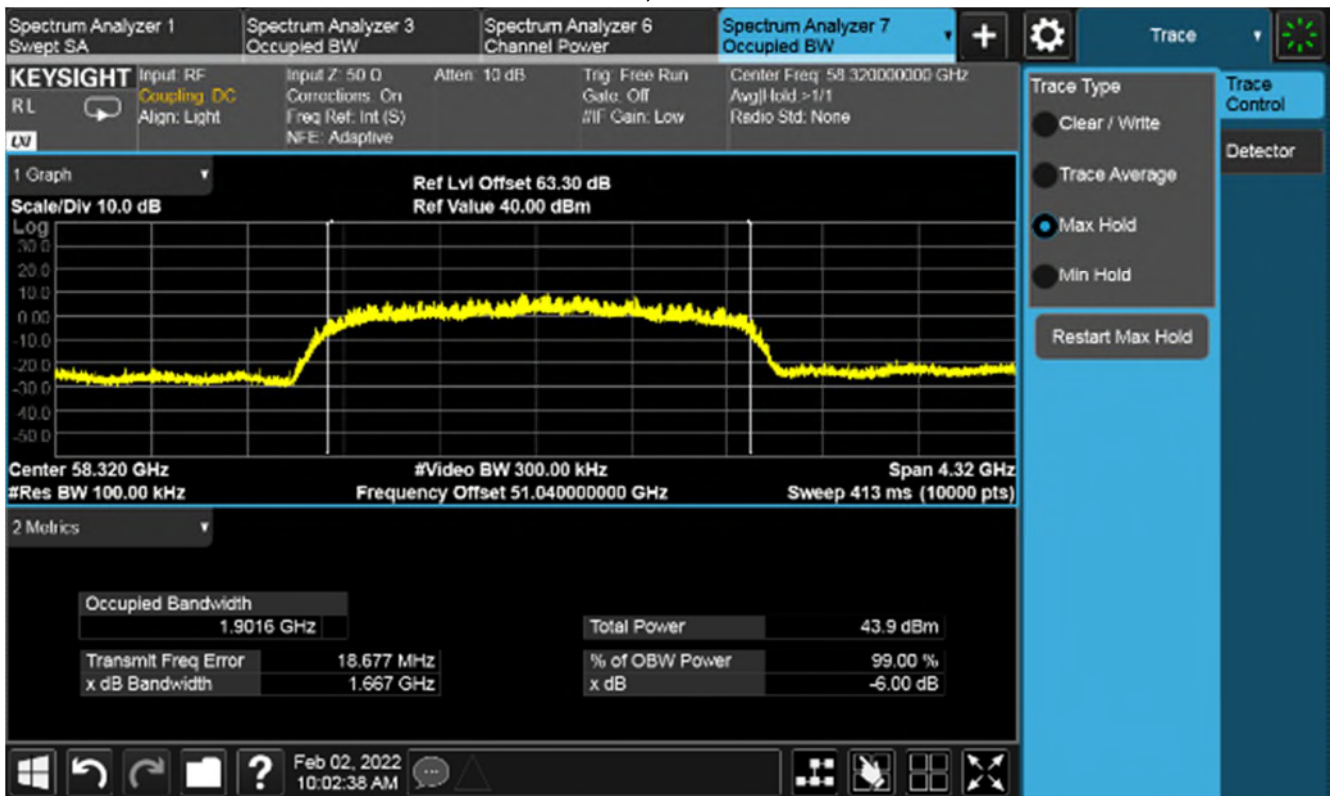 Spectrum Analyzer 1
Swept SA
Spectrum Analyzer 3
Occupied BW
Spectrum Analyzer 6
Channel Power
Spectrum Analyzer 7
Occupied BW
Trace
KEYSIGHT
RL
LXI
Input: RF
Coupling: DC
Align: Light
Input Z: 50 Ω
Corrections: On
Freq Ref: Int (S)
NFE: Adaptive
Atten: 10 dB
Trig: Free Run
Gate: Off
#IF Gain: Low
Center Freq: 58.320000000 GHz
Avg|Hold:>1/1
Radio Std: None
1 Graph
Scale/Div 10.0 dB
Ref Lvl Offset 63.30 dB
Ref Value 40.00 dBm
Log
30.0
20.0
10.0
0.00
-10.0
-20.0
-30.0
-40.0
-50.0
Center 58.320 GHz
#Video BW 300.00 kHz
Span 4.32 GHz
#Res BW 100.00 kHz
Frequency Offset 51.040000000 GHz
Sweep 413 ms (10000 pts)
2 Metrics
Occupied Bandwidth
1.9016 GHz
Total Power 43.9 dBm
Transmit Freq Error 18.677 MHz
% of OBW Power 99.00 %
x dB Bandwidth 1.667 GHz
x dB -6.00 dB
Feb 02, 2022
10:02:38 AM
Trace Type
Clear / Write
Trace Average
Max Hold
Min Hold
Restart Max Hold
Trace
Control
Detector